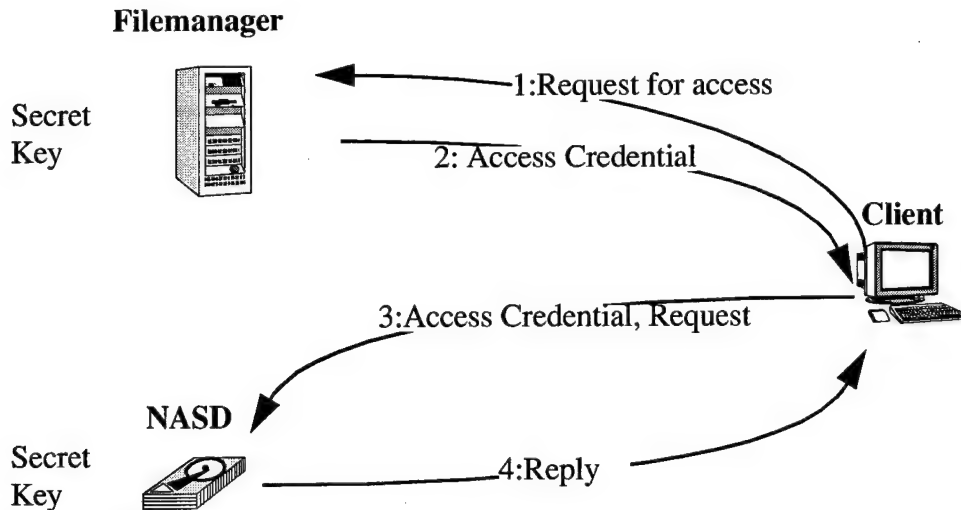 Filemanager
Secret
Key
1:Request for access
2: Access Credential
Client
3:Access Credential, Request
NASD
Secret
Key
4:Reply